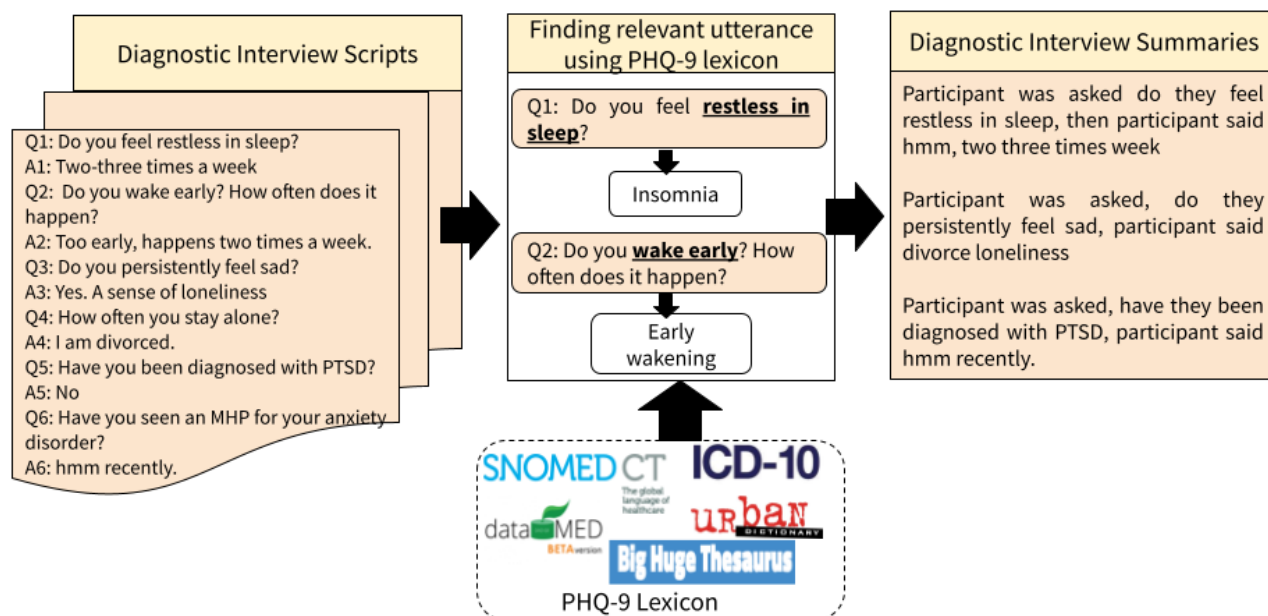 Diagnostic Interview Scripts
Q1: Do you feel restless in sleep?
A1: Two-three times a week
Q2: Do you wake early? How often does it
happen?
A2: Too early, happens two times a week.
Q3: Do you persistently feel sad?
A3: Yes. A sense of loneliness
Q4: How often you stay alone?
A4: I am divorced.
Q5: Have you been diagnosed with PTSD?
A5: No
Q6: Have you seen an MHP for your anxiety
disorder?
A6: hmm recently.
Finding relevant utterance
using PHQ-9 lexicon
Q1: Do you feel restless in
sleep?
Insomnia
Q2: Do you wake early? How
often does it happen?
Early
wakening
SNOMED CT
The global
language of
healthcare
ICD-10
data MED
BETA version
URBAN
DICTIONARY
Big Huge Thesaurus
PHQ-9 Lexicon
Diagnostic Interview Summaries
Participant was asked do they feel
restless in sleep, then participant said
hmm, two three times week
Participant was asked, do they
persistently feel sad, participant said
divorce loneliness
Participant was asked, have they been
diagnosed with PTSD, participant said
hmm recently.